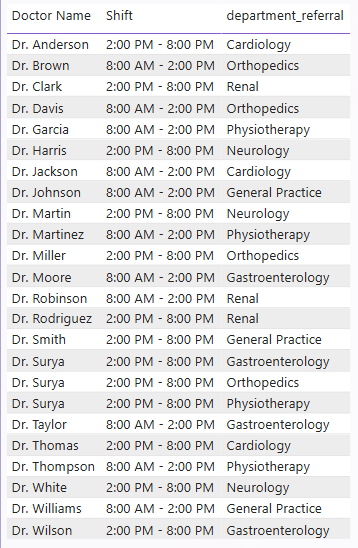 Doctor Name Shift department_referral
Dr. Anderson 2:00 PM - 8:00 PM Cardiology
Dr. Brown 8:00 AM - 2:00 PM Orthopedics
Dr. Clark 2:00 PM - 8:00 PM Renal
Dr. Davis 8:00 AM - 2:00 PM Orthopedics
Dr. Garcia 8:00 AM - 2:00 PM Physiotherapy
Dr. Harris 2:00 PM - 8:00 PM Neurology
Dr. Jackson 8:00 AM - 2:00 PM Cardiology
Dr. Johnson 8:00 AM - 2:00 PM General Practice
Dr. Martin 2:00 PM - 8:00 PM Neurology
Dr. Martinez 8:00 AM - 2:00 PM Physiotherapy
Dr. Miller 2:00 PM - 8:00 PM Orthopedics
Dr. Moore 8:00 AM - 2:00 PM Gastroenterology
Dr. Robinson 8:00 AM - 2:00 PM Renal
Dr. Rodriguez 2:00 PM - 8:00 PM Renal
Dr. Smith 2:00 PM - 8:00 PM General Practice
Dr. Surya 2:00 PM - 8:00 PM Gastroenterology
Dr. Surya 2:00 PM - 8:00 PM Orthopedics
Dr. Surya 2:00 PM - 8:00 PM Physiotherapy
Dr. Taylor 8:00 AM - 2:00 PM Gastroenterology
Dr. Thomas 2:00 PM - 8:00 PM Cardiology
Dr. Thompson 8:00 AM - 2:00 PM Physiotherapy
Dr. White 2:00 PM - 8:00 PM Neurology
Dr. Williams 8:00 AM - 2:00 PM General Practice
Dr. Wilson 2:00 PM - 8:00 PM Gastroenterology